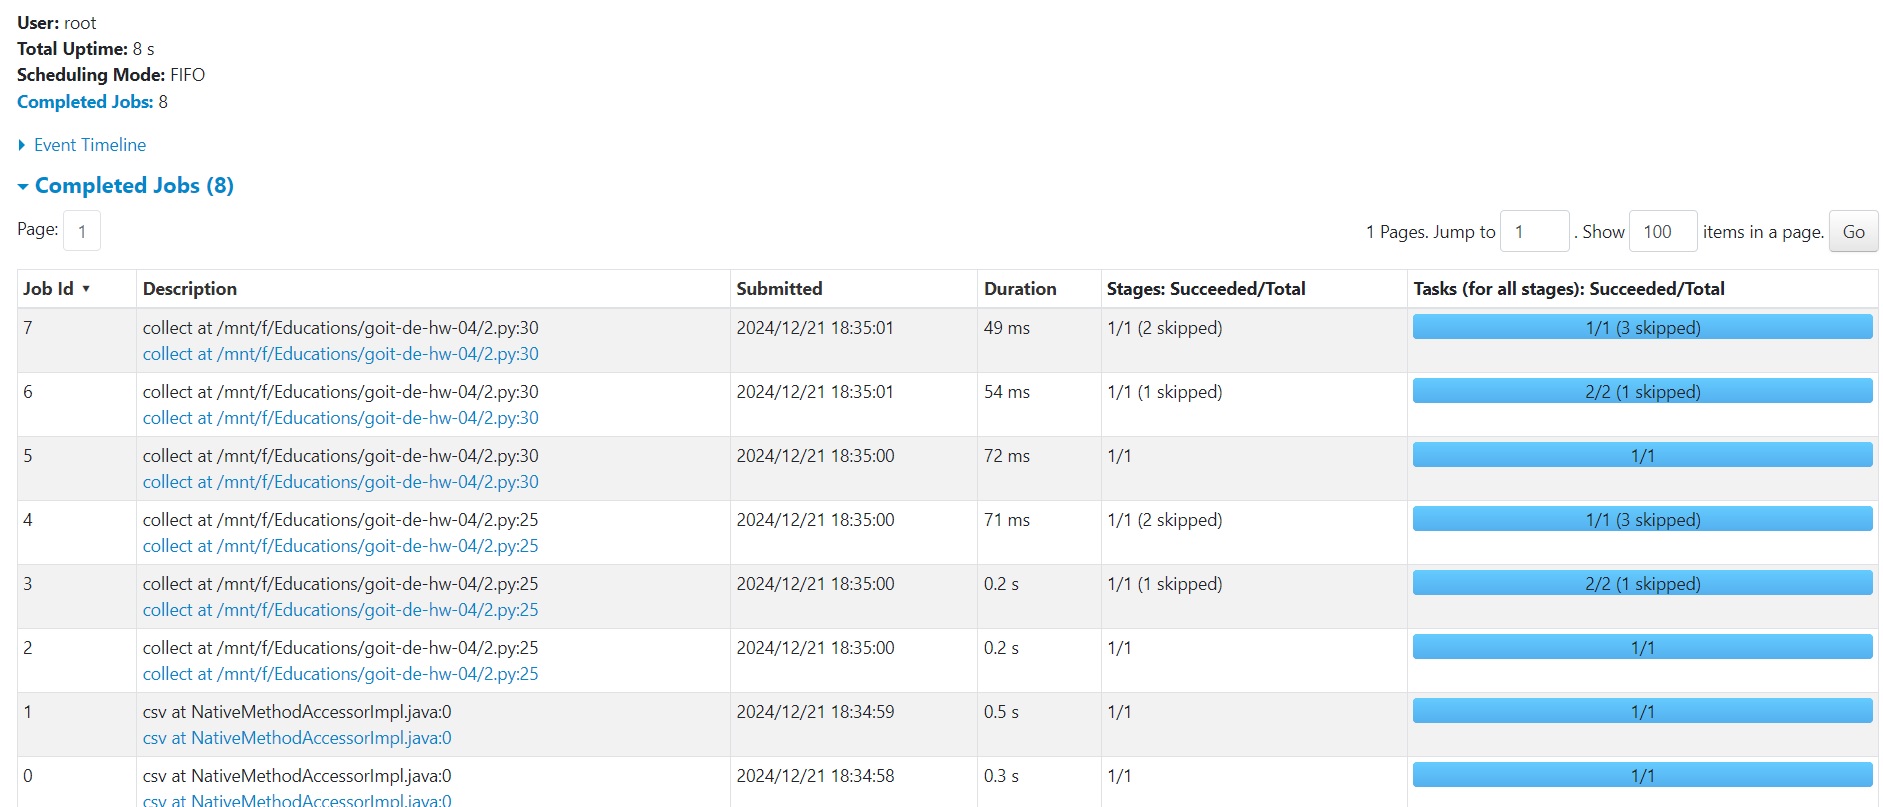 User: root
Total Uptime: 8 s
Scheduling Mode: FIFO
Completed Jobs: 8
Event Timeline
Completed Jobs (8)
Page: 1
1 Pages. Jump to 1 . Show 100 items in a page. Go
Job Id ▾ Description Submitted Duration Stages: Succeeded/Total Tasks (for all stages): Succeeded/Total
7 collect at /mnt/f/Educations/goit-de-hw-04/2.py:30 2024/12/21 18:35:01 49 ms 1/1 (2 skipped) 1/1 (3 skipped)
collect at /mnt/f/Educations/goit-de-hw-04/2.py:30
6 collect at /mnt/f/Educations/goit-de-hw-04/2.py:30 2024/12/21 18:35:01 54 ms 1/1 (1 skipped) 2/2 (1 skipped)
collect at /mnt/f/Educations/goit-de-hw-04/2.py:30
5 collect at /mnt/f/Educations/goit-de-hw-04/2.py:30 2024/12/21 18:35:00 72 ms 1/1 1/1
collect at /mnt/f/Educations/goit-de-hw-04/2.py:30
4 collect at /mnt/f/Educations/goit-de-hw-04/2.py:25 2024/12/21 18:35:00 71 ms 1/1 (2 skipped) 1/1 (3 skipped)
collect at /mnt/f/Educations/goit-de-hw-04/2.py:25
3 collect at /mnt/f/Educations/goit-de-hw-04/2.py:25 2024/12/21 18:35:00 0.2 s 1/1 (1 skipped) 2/2 (1 skipped)
collect at /mnt/f/Educations/goit-de-hw-04/2.py:25
2 collect at /mnt/f/Educations/goit-de-hw-04/2.py:25 2024/12/21 18:35:00 0.2 s 1/1 1/1
collect at /mnt/f/Educations/goit-de-hw-04/2.py:25
1 csv at NativeMethodAccessorImpl.java:0 2024/12/21 18:34:59 0.5 s 1/1 1/1
csv at NativeMethodAccessorImpl.java:0
0 csv at NativeMethodAccessorImpl.java:0 2024/12/21 18:34:58 0.3 s 1/1 1/1
csv at NativeMethodAccessorImpl.java:0